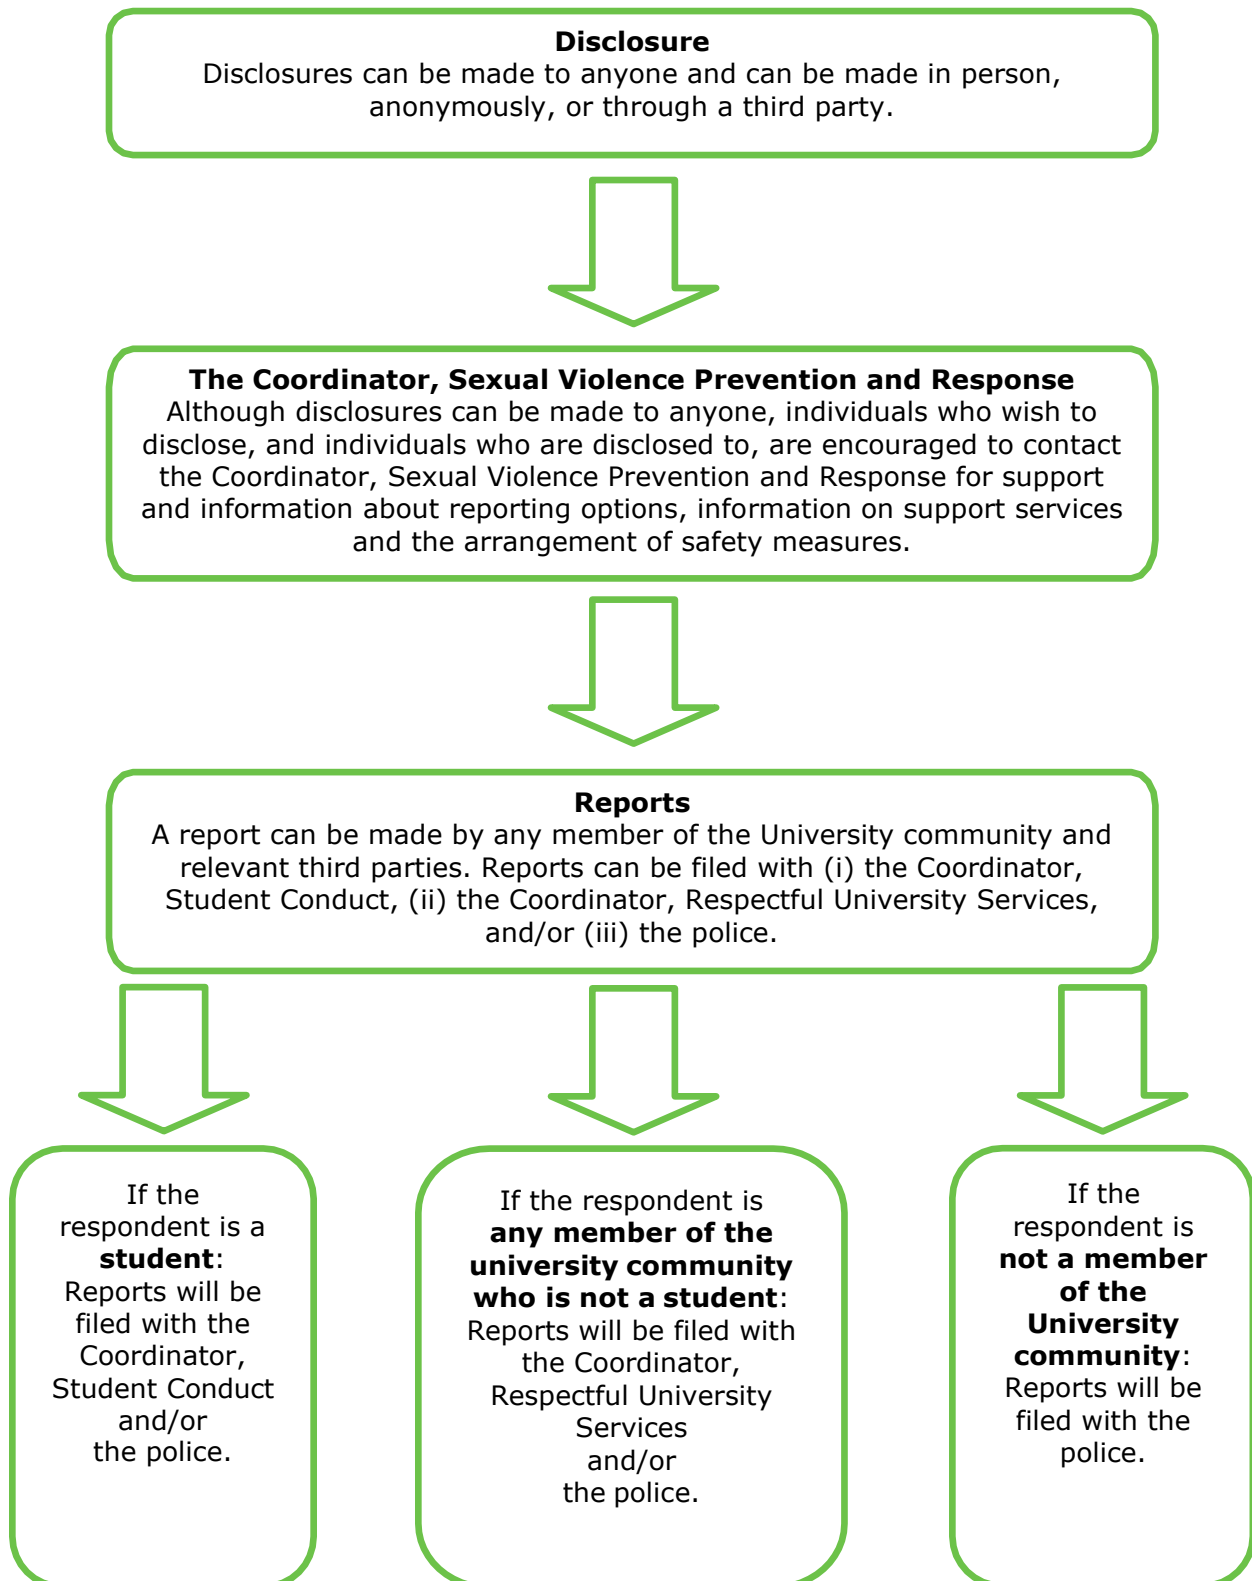 Disclosure
Disclosures can be made to anyone and can be made in person,
anonymously, or through a third party.
The Coordinator, Sexual Violence Prevention and Response
Although disclosures can be made to anyone, individuals who wish to
disclose, and individuals who are disclosed to, are encouraged to contact
the Coordinator, Sexual Violence Prevention and Response for support
and information about reporting options, information on support services
and the arrangement of safety measures.
Reports
A report can be made by any member of the University community and
relevant third parties. Reports can be filed with (i) the Coordinator,
Student Conduct, (ii) the Coordinator, Respectful University Services,
and/or (iii) the police.
If the
respondent is a
student:
Reports will be
filed with the
Coordinator,
Student Conduct
and/or
the police.
If the respondent is
any member of the
university community
who is not a student:
Reports will be filed with
the Coordinator,
Respectful University
Services
and/or
the police.
If the
respondent is
not a member
of the
University
community:
Reports will be
filed with the
police.